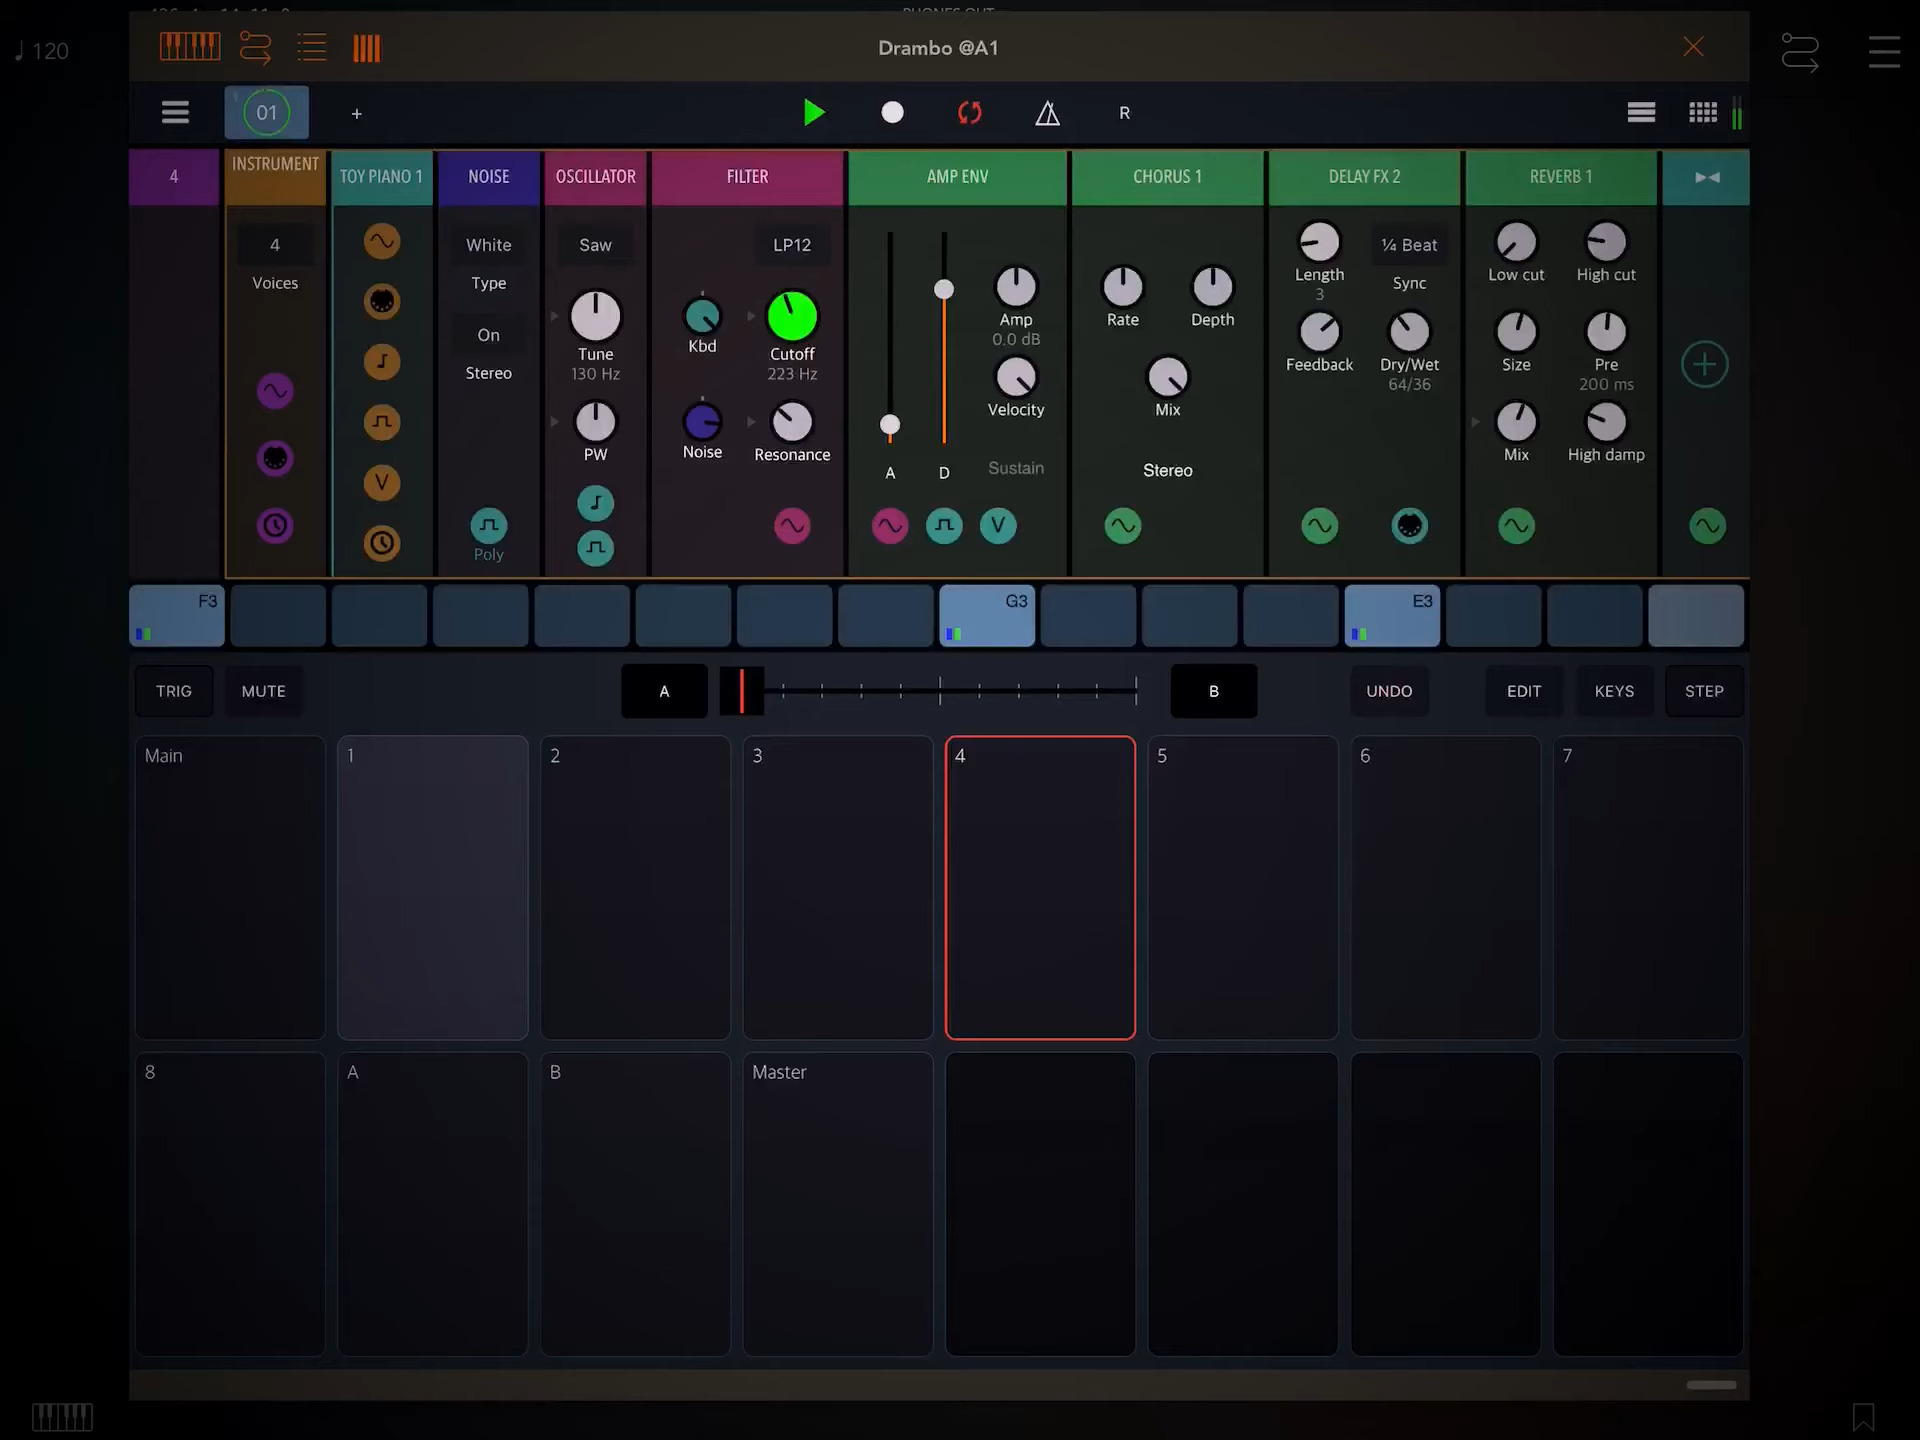 120
Drambo @A1
01
+
R
4
INSTRUMENT
TOY PIANO 1
NOISE
OSCILLATOR
FILTER
AMP ENV
CHORUS 1
DELAY FX 2
REVERB 1
4
Voices
White
Type
On
Stereo
Poly
Saw
Tune
130 Hz
PW
LP12
Kbd
Cutoff
223 Hz
Noise
Resonance
A
D
Amp
0.0 dB
Velocity
Sustain
V
V
Rate
Depth
Mix
Stereo
Length
3
¼ Beat
Sync
Feedback
Dry/Wet
64/36
Low cut
High cut
Size
Pre
200 ms
Mix
High damp
F3
G3
E3
TRIG
MUTE
A
B
UNDO
EDIT
KEYS
STEP
Main
1
2
3
4
5
6
7
8
A
B
Master